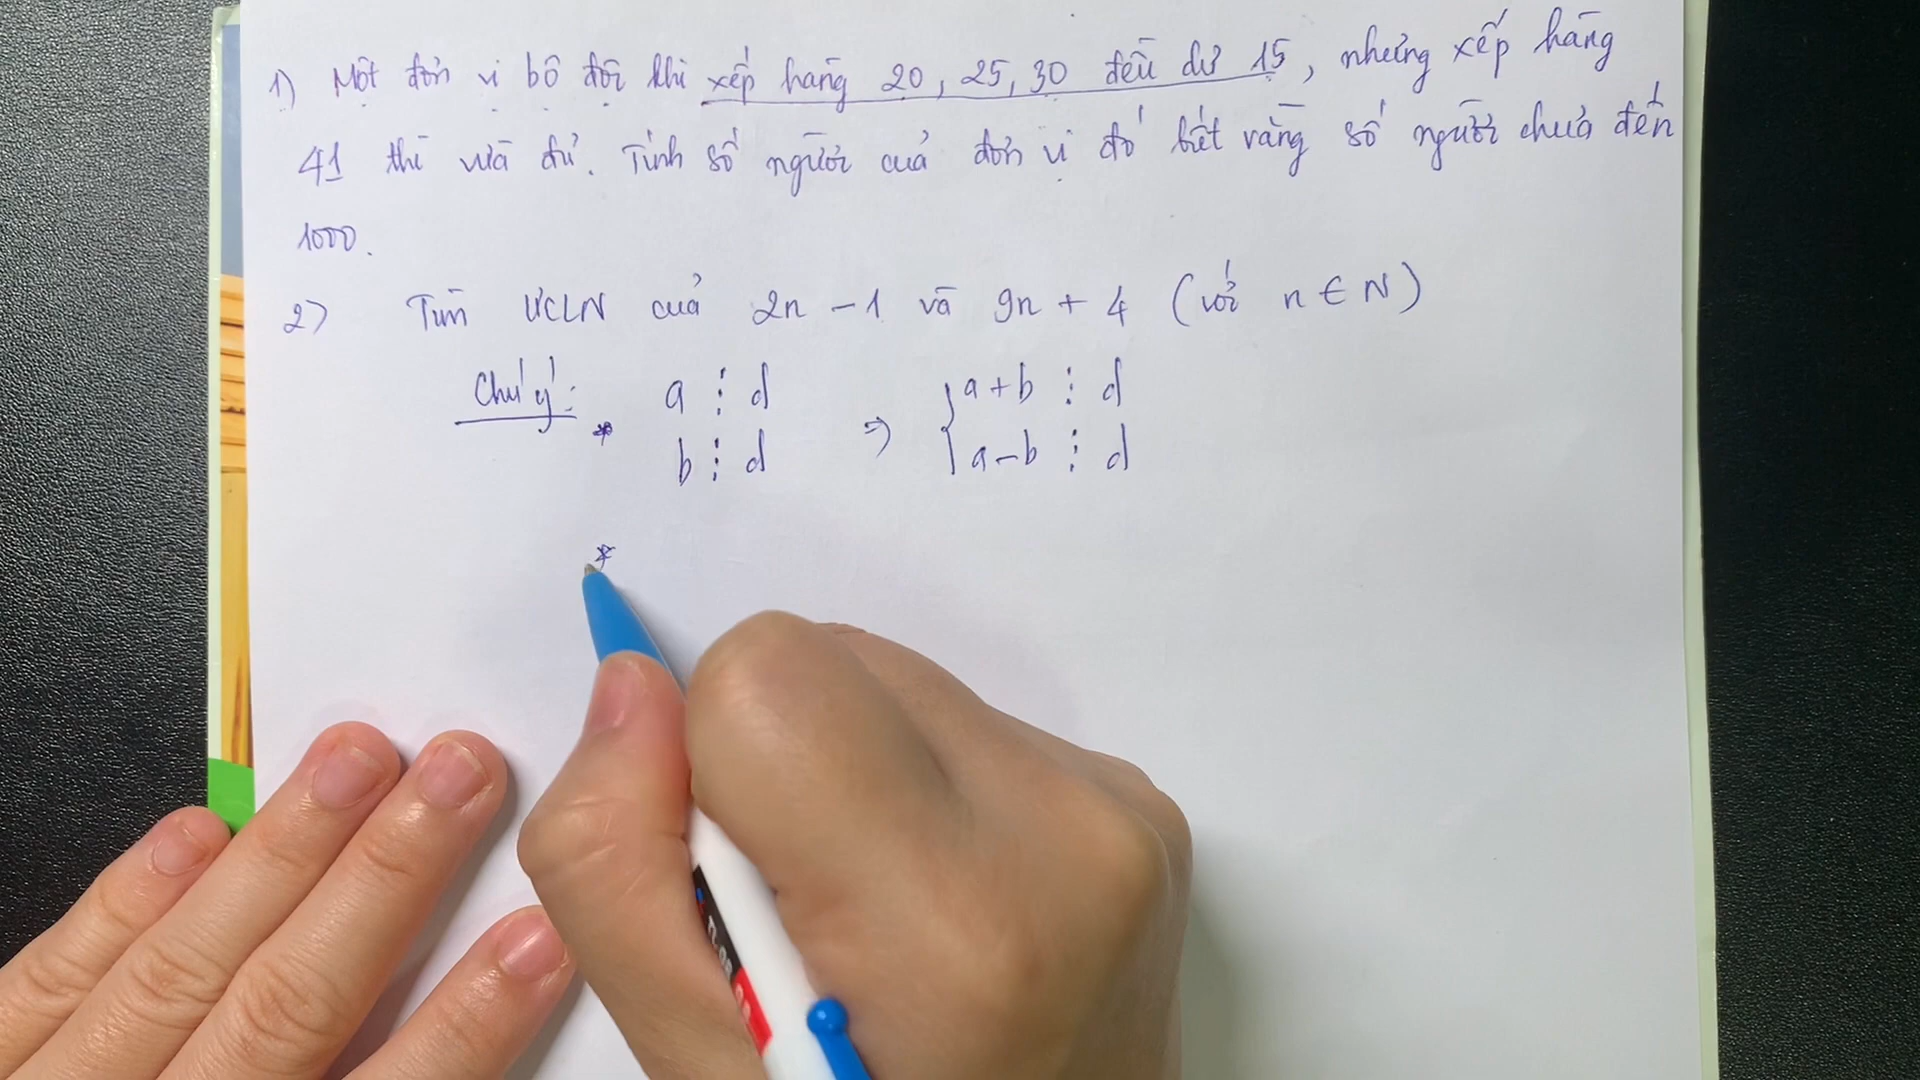 1) Một đơn vị bộ đội khi xếp hàng 20, 25, 30 đều dư 15, nhưng xếp hàng
41 thì vừa đủ. Tính số người của đơn vị đó biết rằng số người chưa đến
1000.
2) Tìm ƯCLN của 2n - 1 và 9n + 4 (với n ∈ N)
Chú ý: * a ⋮ d ⇒ { a + b ⋮ d
b ⋮ d a - b ⋮ d
*